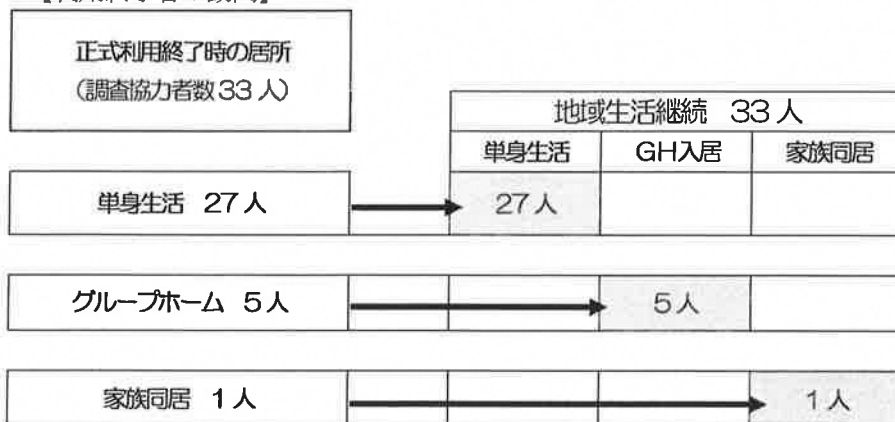 正式利用終了時の居所
（調査協力者数33人）
地域生活継続 33人
単身生活 GH入居 家族同居
単身生活 27人 27人
グループホーム 5人 5人
家族同居 1人 1人